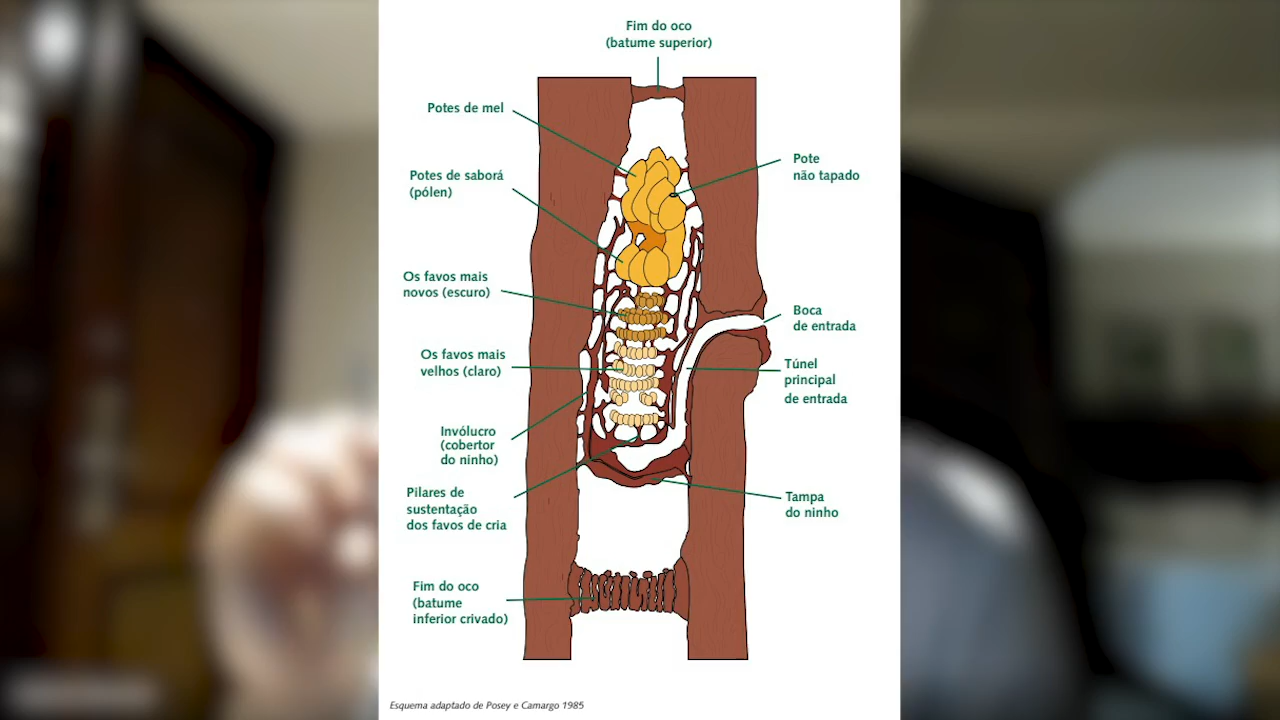 Fim do oco
(batume superior)
Potes de mel
Pote
não tapado
Potes de saborá
(pólen)
Os favos mais
novos (escuro)
Boca
de entrada
Os favos mais
velhos (claro)
Túnel
principal
de entrada
Invólucro
(cobertor
do ninho)
Pilares de
sustentação
dos favos de cria
Tampa
do ninho
Fim do oco
(batume
inferior crivado)
Esquema adaptado de Posey e Camargo 1985